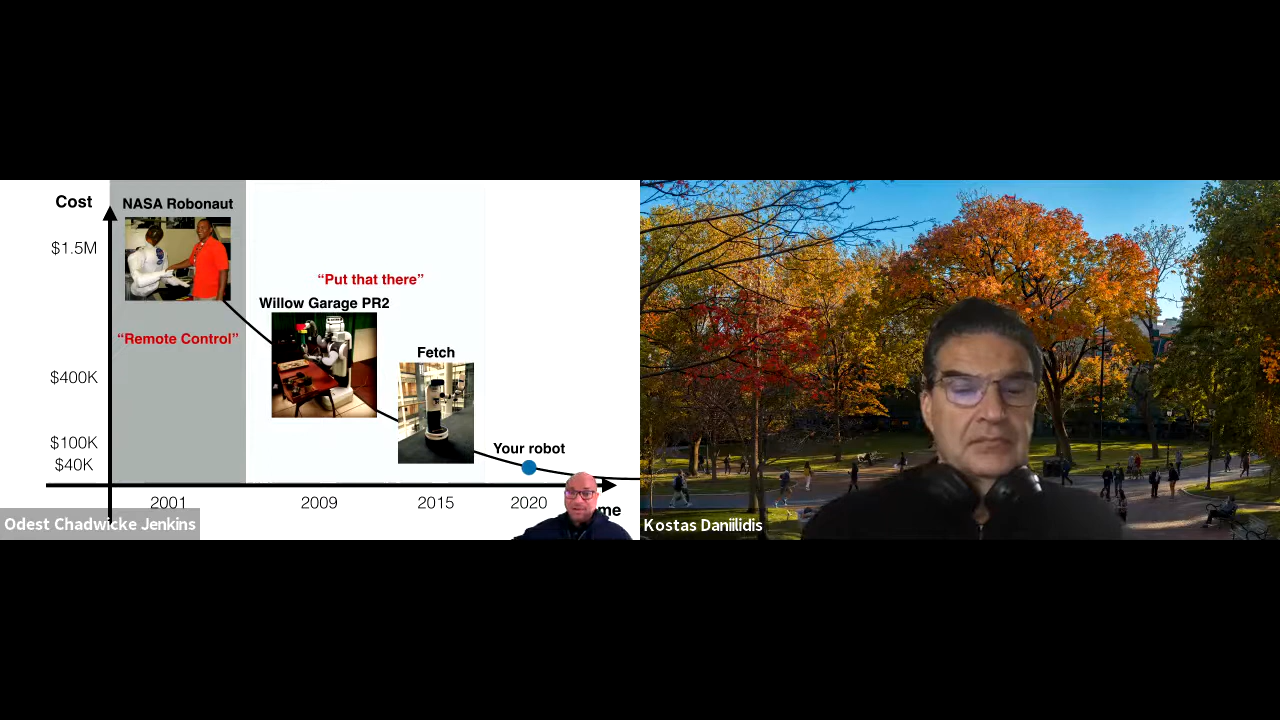 Cost
NASA Robonaut
$1.5M
“Put that there”
Willow Garage PR2
“Remote Control”
Fetch
$400K
$100K
Your robot
$40K
2001
2009
2015
2020
me
Odest Chadwicke Jenkins
Kostas Daniilidis